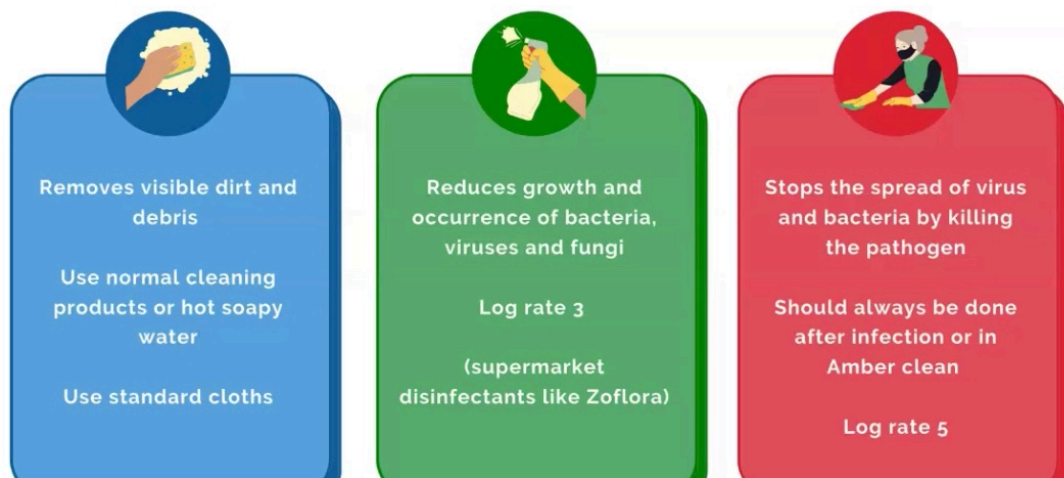 Removes visible dirt and
debris
Use normal cleaning
products or hot soapy
water
Use standard cloths
Reduces growth and
occurrence of bacteria,
viruses and fungi
Log rate 3
(supermarket
disinfectants like Zoflora)
Stops the spread of virus
and bacteria by killing
the pathogen
Should always be done
after infection or in
Amber clean
Log rate 5